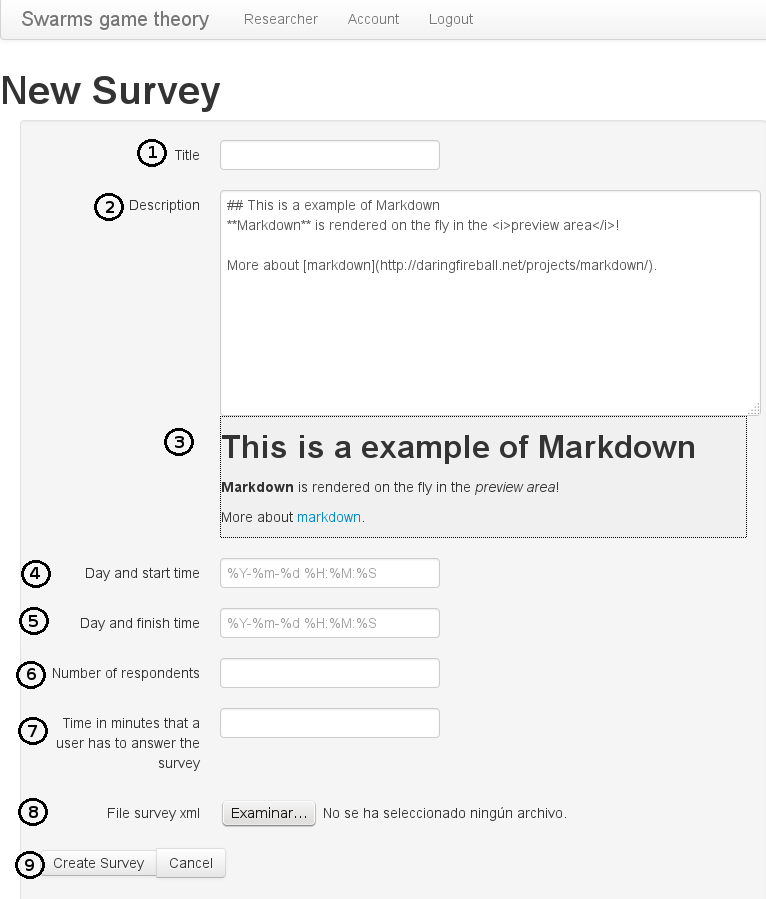 Swarms game theory Researcher Account Logout
New Survey
1 Title
2 Description
## This is a example of Markdown
**Markdown** is rendered on the fly in the <i>preview area</i>!
More about [markdown](http://daringfireball.net/projects/markdown/).
3 This is a example of Markdown
Markdown is rendered on the fly in the preview area!
More about markdown.
4 Day and start time %Y-%m-%d %H:%M:%S
5 Day and finish time %Y-%m-%d %H:%M:%S
6 Number of respondents
7 Time in minutes that a
user has to answer the
survey
8 File survey xml Examinar... No se ha seleccionado ningún archivo.
9 Create Survey Cancel